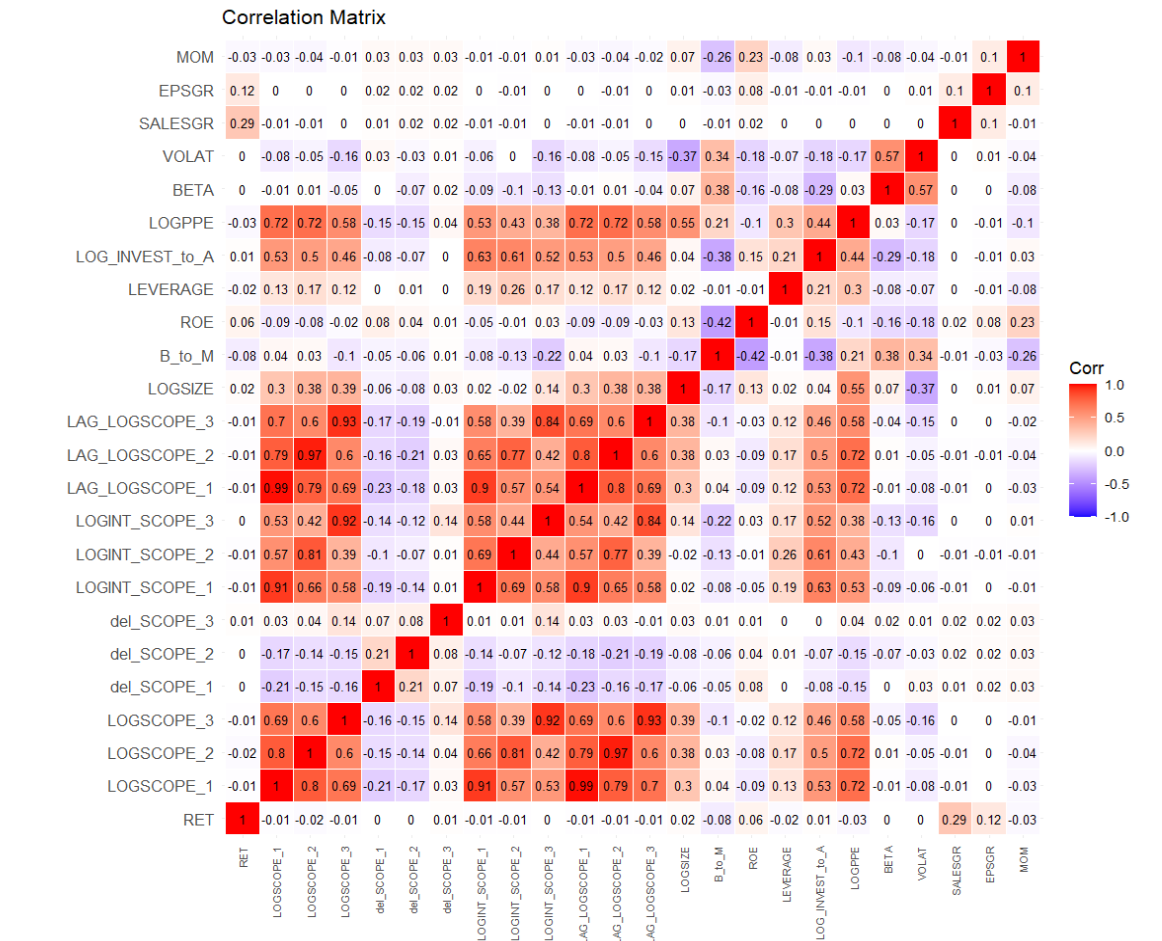 Correlation Matrix
MOM -0.03 -0.03 -0.04 -0.01 0.03 0.03 0.03 -0.01 -0.01 0.01 -0.03 -0.04 -0.02 0.07 -0.26 0.23 -0.08 0.03 -0.1 -0.08 -0.04 -0.01 0.1 1
EPSGR 0.12 0 0 0 0.02 0.02 0.02 0 -0.01 0 0 -0.01 0 0.01 -0.03 0.08 -0.01 -0.01 -0.01 0 0.01 0.1 1 0.1
SALESGR 0.29 -0.01 -0.01 0 0.01 0.02 0.02 -0.01 -0.01 0 -0.01 -0.01 0 0 -0.01 0.02 0 0 0 0 0 1 0.1 -0.01
VOLAT 0 -0.08 -0.05 -0.16 0.03 -0.03 0.01 -0.06 0 -0.16 -0.08 -0.05 -0.15 -0.37 0.34 -0.18 -0.07 -0.18 -0.17 0.57 1 0 0.01 -0.04
BETA 0 -0.01 0.01 -0.05 0 -0.07 0.02 -0.09 -0.1 -0.13 -0.01 0.01 -0.04 0.07 0.38 -0.16 -0.08 -0.29 0.03 1 0.57 0 0 -0.08
LOGPPE -0.03 0.72 0.72 0.58 -0.15 -0.15 0.04 0.53 0.43 0.38 0.72 0.72 0.58 0.55 0.21 -0.1 0.3 0.44 1 0.03 -0.17 0 -0.01 -0.1
LOG_INVEST_to_A 0.01 0.53 0.5 0.46 -0.08 -0.07 0 0.63 0.61 0.52 0.53 0.5 0.46 0.04 -0.38 0.15 0.21 1 0.44 -0.29 -0.18 0 -0.01 0.03
LEVERAGE -0.02 0.13 0.17 0.12 0 0.01 0 0.19 0.26 0.17 0.12 0.17 0.12 0.02 -0.01 -0.01 1 0.21 0.3 -0.08 -0.07 0 -0.01 -0.08
ROE 0.06 -0.09 -0.08 -0.02 0.08 0.04 0.01 -0.05 -0.01 0.03 -0.09 -0.09 -0.03 0.13 -0.42 1 -0.01 0.15 -0.1 -0.16 -0.18 0.02 0.08 0.23
B_to_M -0.08 0.04 0.03 -0.1 -0.05 -0.06 0.01 -0.08 -0.13 -0.22 0.04 0.03 -0.1 -0.17 1 -0.42 -0.01 -0.38 0.21 0.38 0.34 -0.01 -0.03 -0.26
LOGSIZE 0.02 0.3 0.38 0.39 -0.06 -0.08 0.03 0.02 -0.02 0.14 0.3 0.38 0.38 1 -0.17 0.13 0.02 0.04 0.55 0.07 -0.37 0 0.01 0.07
LAG_LOGSCOPE_3 -0.01 0.7 0.6 0.93 -0.17 -0.19 -0.01 0.58 0.39 0.84 0.69 0.6 1 0.38 -0.1 -0.03 0.12 0.46 0.58 -0.04 -0.15 0 0 -0.02
LAG_LOGSCOPE_2 -0.01 0.79 0.97 0.6 -0.16 -0.21 0.03 0.65 0.77 0.42 0.8 1 0.6 0.38 0.03 -0.09 0.17 0.5 0.72 0.01 -0.05 -0.01 -0.01 -0.04
LAG_LOGSCOPE_1 -0.01 0.99 0.79 0.69 -0.23 -0.18 0.03 0.9 0.57 0.54 1 0.8 0.69 0.3 0.04 -0.09 0.12 0.53 0.72 -0.01 -0.08 -0.01 0 -0.03
LOGINT_SCOPE_3 0 0.53 0.42 0.92 -0.14 -0.12 0.14 0.58 0.44 1 0.54 0.42 0.84 0.14 -0.22 0.03 0.17 0.52 0.38 -0.13 -0.16 0 0 0.01
LOGINT_SCOPE_2 -0.01 0.57 0.81 0.39 -0.1 -0.07 0.01 0.69 1 0.44 0.57 0.77 0.39 -0.02 -0.13 -0.01 0.26 0.61 0.43 -0.1 0 -0.01 -0.01 -0.01
LOGINT_SCOPE_1 -0.01 0.91 0.66 0.58 -0.19 -0.14 0.01 1 0.69 0.58 0.9 0.65 0.58 0.02 -0.08 -0.05 0.19 0.63 0.53 -0.09 -0.06 -0.01 0 -0.01
del_SCOPE_3 0.01 0.03 0.04 0.14 0.07 0.08 1 0.01 0.01 0.14 0.03 0.03 -0.01 0.03 0.01 0.01 0 0 0.04 0.02 0.01 0.02 0.02 0.03
del_SCOPE_2 0 -0.17 -0.14 -0.15 0.21 1 0.08 -0.14 -0.07 -0.12 -0.18 -0.21 -0.19 -0.08 -0.06 0.04 0.01 -0.07 -0.15 -0.07 -0.03 0.02 0.02 0.03
del_SCOPE_1 0 -0.21 -0.15 -0.16 1 0.21 0.07 -0.19 -0.1 -0.14 -0.23 -0.16 -0.17 -0.06 -0.05 0.08 0 -0.08 -0.15 0 0.03 0.01 0.02 0.03
LOGSCOPE_3 -0.01 0.69 0.6 1 -0.16 -0.15 0.14 0.58 0.39 0.92 0.69 0.6 0.93 0.39 -0.1 -0.02 0.12 0.46 0.58 -0.05 -0.16 0 0 -0.01
LOGSCOPE_2 -0.02 0.8 1 0.6 -0.15 -0.14 0.04 0.66 0.81 0.42 0.79 0.97 0.6 0.38 0.03 -0.08 0.17 0.5 0.72 0.01 -0.05 -0.01 0 -0.04
LOGSCOPE_1 -0.01 1 0.8 0.69 -0.21 -0.17 0.03 0.91 0.57 0.53 0.99 0.79 0.7 0.3 0.04 -0.09 0.13 0.53 0.72 -0.01 -0.08 -0.01 0 -0.03
RET 1 -0.01 -0.02 -0.01 0 0 0.01 -0.01 -0.01 0 -0.01 -0.01 -0.01 0.02 -0.08 0.06 -0.02 0.01 -0.03 0 0 0.29 0.12 -0.03
RET
LOGSCOPE_1
LOGSCOPE_2
LOGSCOPE_3
del_SCOPE_1
del_SCOPE_2
del_SCOPE_3
LOGINT_SCOPE_1
LOGINT_SCOPE_2
LOGINT_SCOPE_3
AG_LOGSCOPE_1
AG_LOGSCOPE_2
AG_LOGSCOPE_3
LOGSIZE
B_to_M
ROE
LEVERAGE
LOG_INVEST_to_A
LOGPPE
BETA
VOLAT
SALESGR
EPSGR
MOM
Corr
1.0
0.5
0.0
-0.5
-1.0